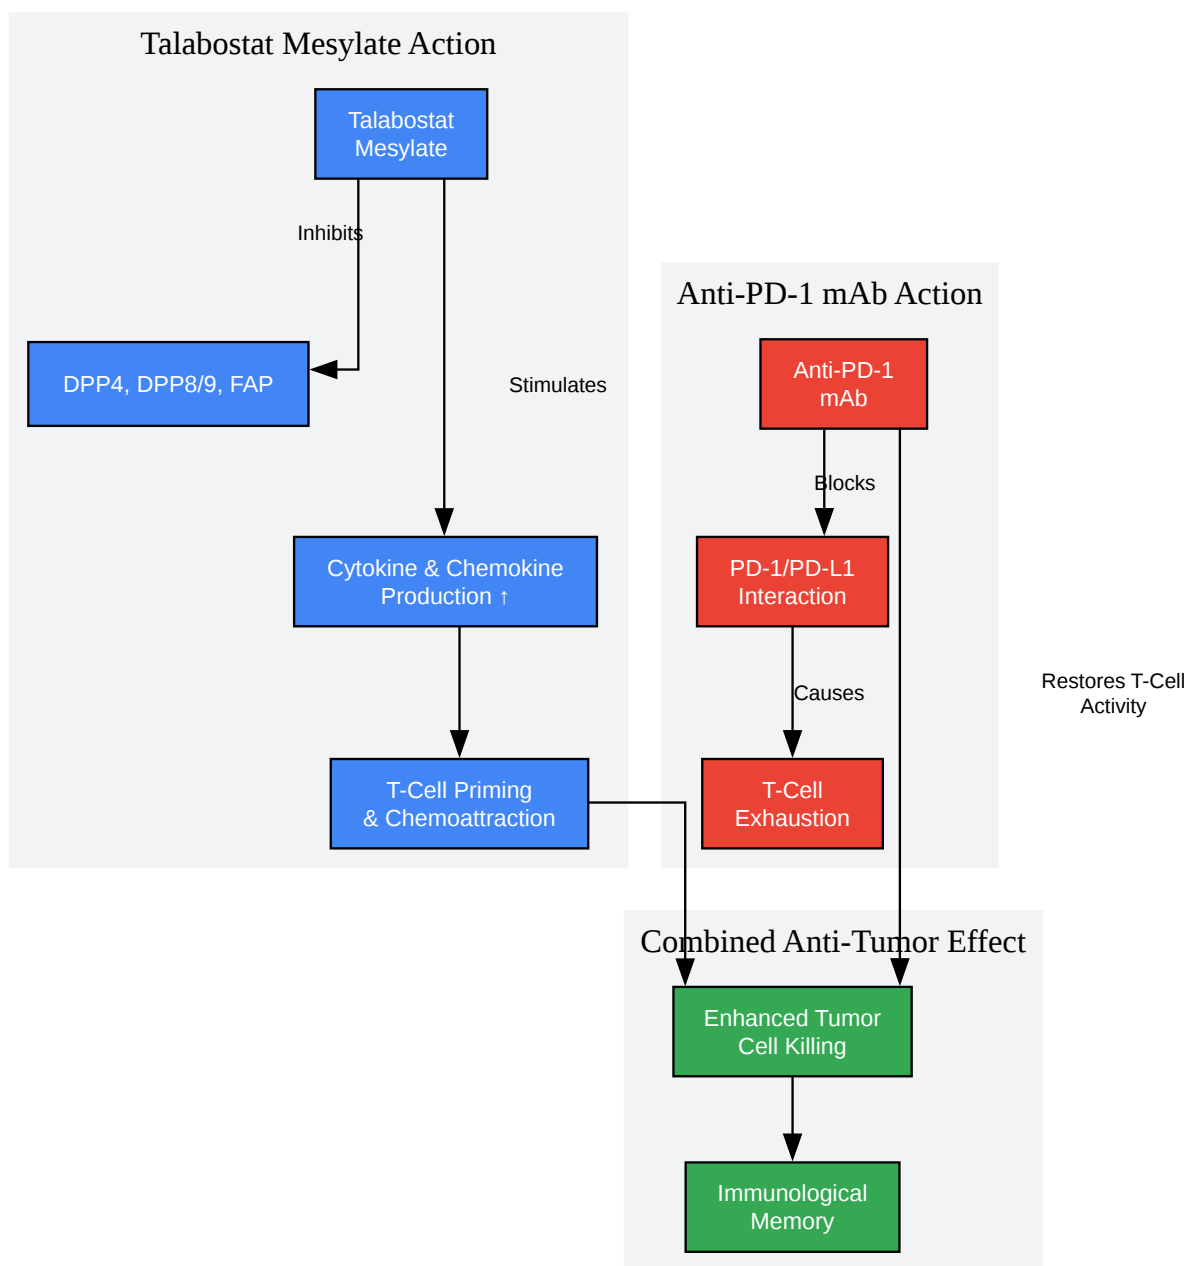 Talabostat Mesylate Action
Talabostat
Mesylate
Inhibits
DPP4, DPP8/9, FAP
Stimulates
Cytokine & Chemokine
Production ↑
T-Cell Priming
& Chemoattraction
Anti-PD-1 mAb Action
Anti-PD-1
mAb
Blocks
PD-1/PD-L1
Interaction
Causes
T-Cell
Exhaustion
Restores T-Cell
Activity
Combined Anti-Tumor Effect
Enhanced Tumor
Cell Killing
Immunological
Memory